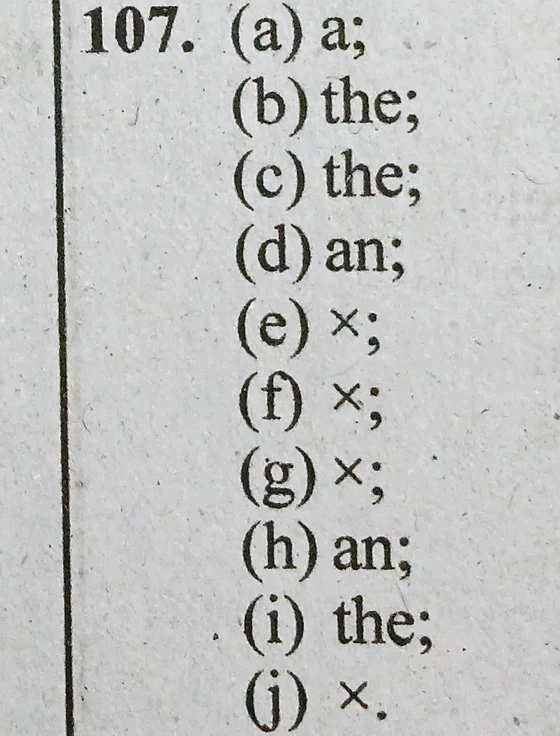 107. (a) a;
(b) the;
(c) the;
(d) an;
(e) ×;
(f) ×;
(g) ×;
(h) an;
(i) the;
(j) ×.